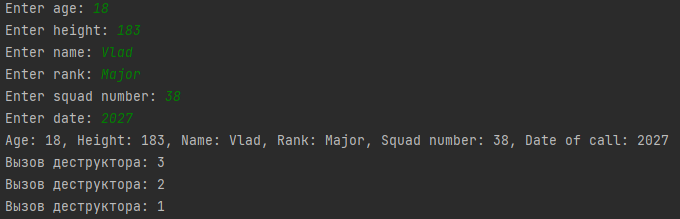 Enter age: 18
Enter height: 183
Enter name: Vlad
Enter rank: Major
Enter squad number: 38
Enter date: 2027
Age: 18, Height: 183, Name: Vlad, Rank: Major, Squad number: 38, Date of call: 2027
Вызов деструктора: 3
Вызов деструктора: 2
Вызов деструктора: 1